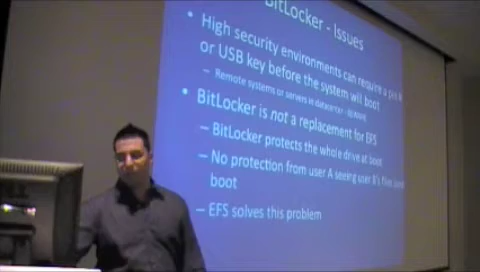 BitLocker - Issues
• High security environments can require a pin #
or USB key before the system will boot
– Remote systems or servers in datacenter -
• BitLocker is not a replacement for EFS
– BitLocker protects the whole drive at boot
– No protection from user A seeing user B's files
boot
– EFS solves this problem